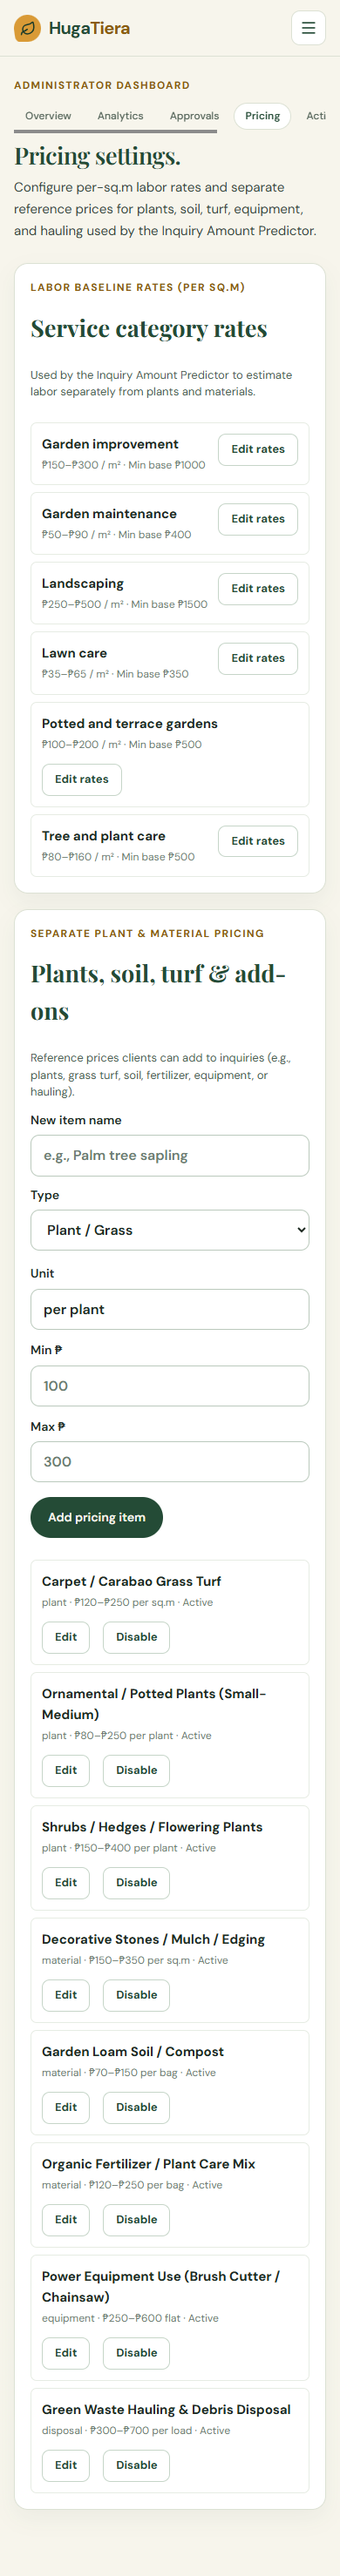 HugaTiera
ADMINISTRATOR DASHBOARD
Overview Analytics Approvals Pricing Acti
Pricing settings.
Configure per-sq.m labor rates and separate
reference prices for plants, soil, turf, equipment,
and hauling used by the Inquiry Amount Predictor.
LABOR BASELINE RATES (PER SQ.M)
Service category rates
Used by the Inquiry Amount Predictor to estimate
labor separately from plants and materials.
Garden improvement
₱150–₱300 / m² · Min base ₱1000
Edit rates
Garden maintenance
₱50–₱90 / m² · Min base ₱400
Edit rates
Landscaping
₱250–₱500 / m² · Min base ₱1500
Edit rates
Lawn care
₱35–₱65 / m² · Min base ₱350
Edit rates
Potted and terrace gardens
₱100–₱200 / m² · Min base ₱500
Edit rates
Tree and plant care
₱80–₱160 / m² · Min base ₱500
Edit rates
SEPARATE PLANT & MATERIAL PRICING
Plants, soil, turf & add-
ons
Reference prices clients can add to inquiries (e.g.,
plants, grass turf, soil, fertilizer, equipment, or
hauling).
New item name
e.g., Palm tree sapling
Type
Plant / Grass
Unit
per plant
Min ₱
100
Max ₱
300
Add pricing item
Carpet / Carabao Grass Turf
plant · ₱120–₱250 per sq.m · Active
Edit Disable
Ornamental / Potted Plants (Small-
Medium)
plant · ₱80–₱250 per plant · Active
Edit Disable
Shrubs / Hedges / Flowering Plants
plant · ₱150–₱400 per plant · Active
Edit Disable
Decorative Stones / Mulch / Edging
material · ₱150–₱350 per sq.m · Active
Edit Disable
Garden Loam Soil / Compost
material · ₱70–₱150 per bag · Active
Edit Disable
Organic Fertilizer / Plant Care Mix
material · ₱120–₱250 per bag · Active
Edit Disable
Power Equipment Use (Brush Cutter /
Chainsaw)
equipment · ₱250–₱600 flat · Active
Edit Disable
Green Waste Hauling & Debris Disposal
disposal · ₱300–₱700 per load · Active
Edit Disable